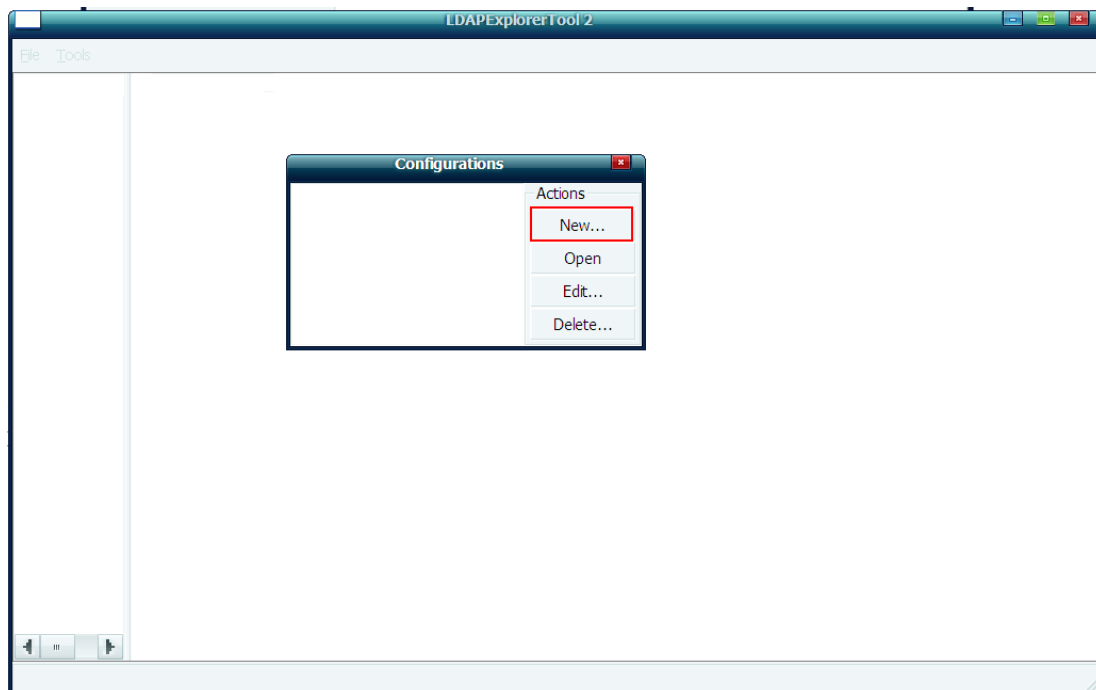 LDAPExplorerTool 2
File Tools
Configurations
Actions
New...
Open
Edit...
Delete...